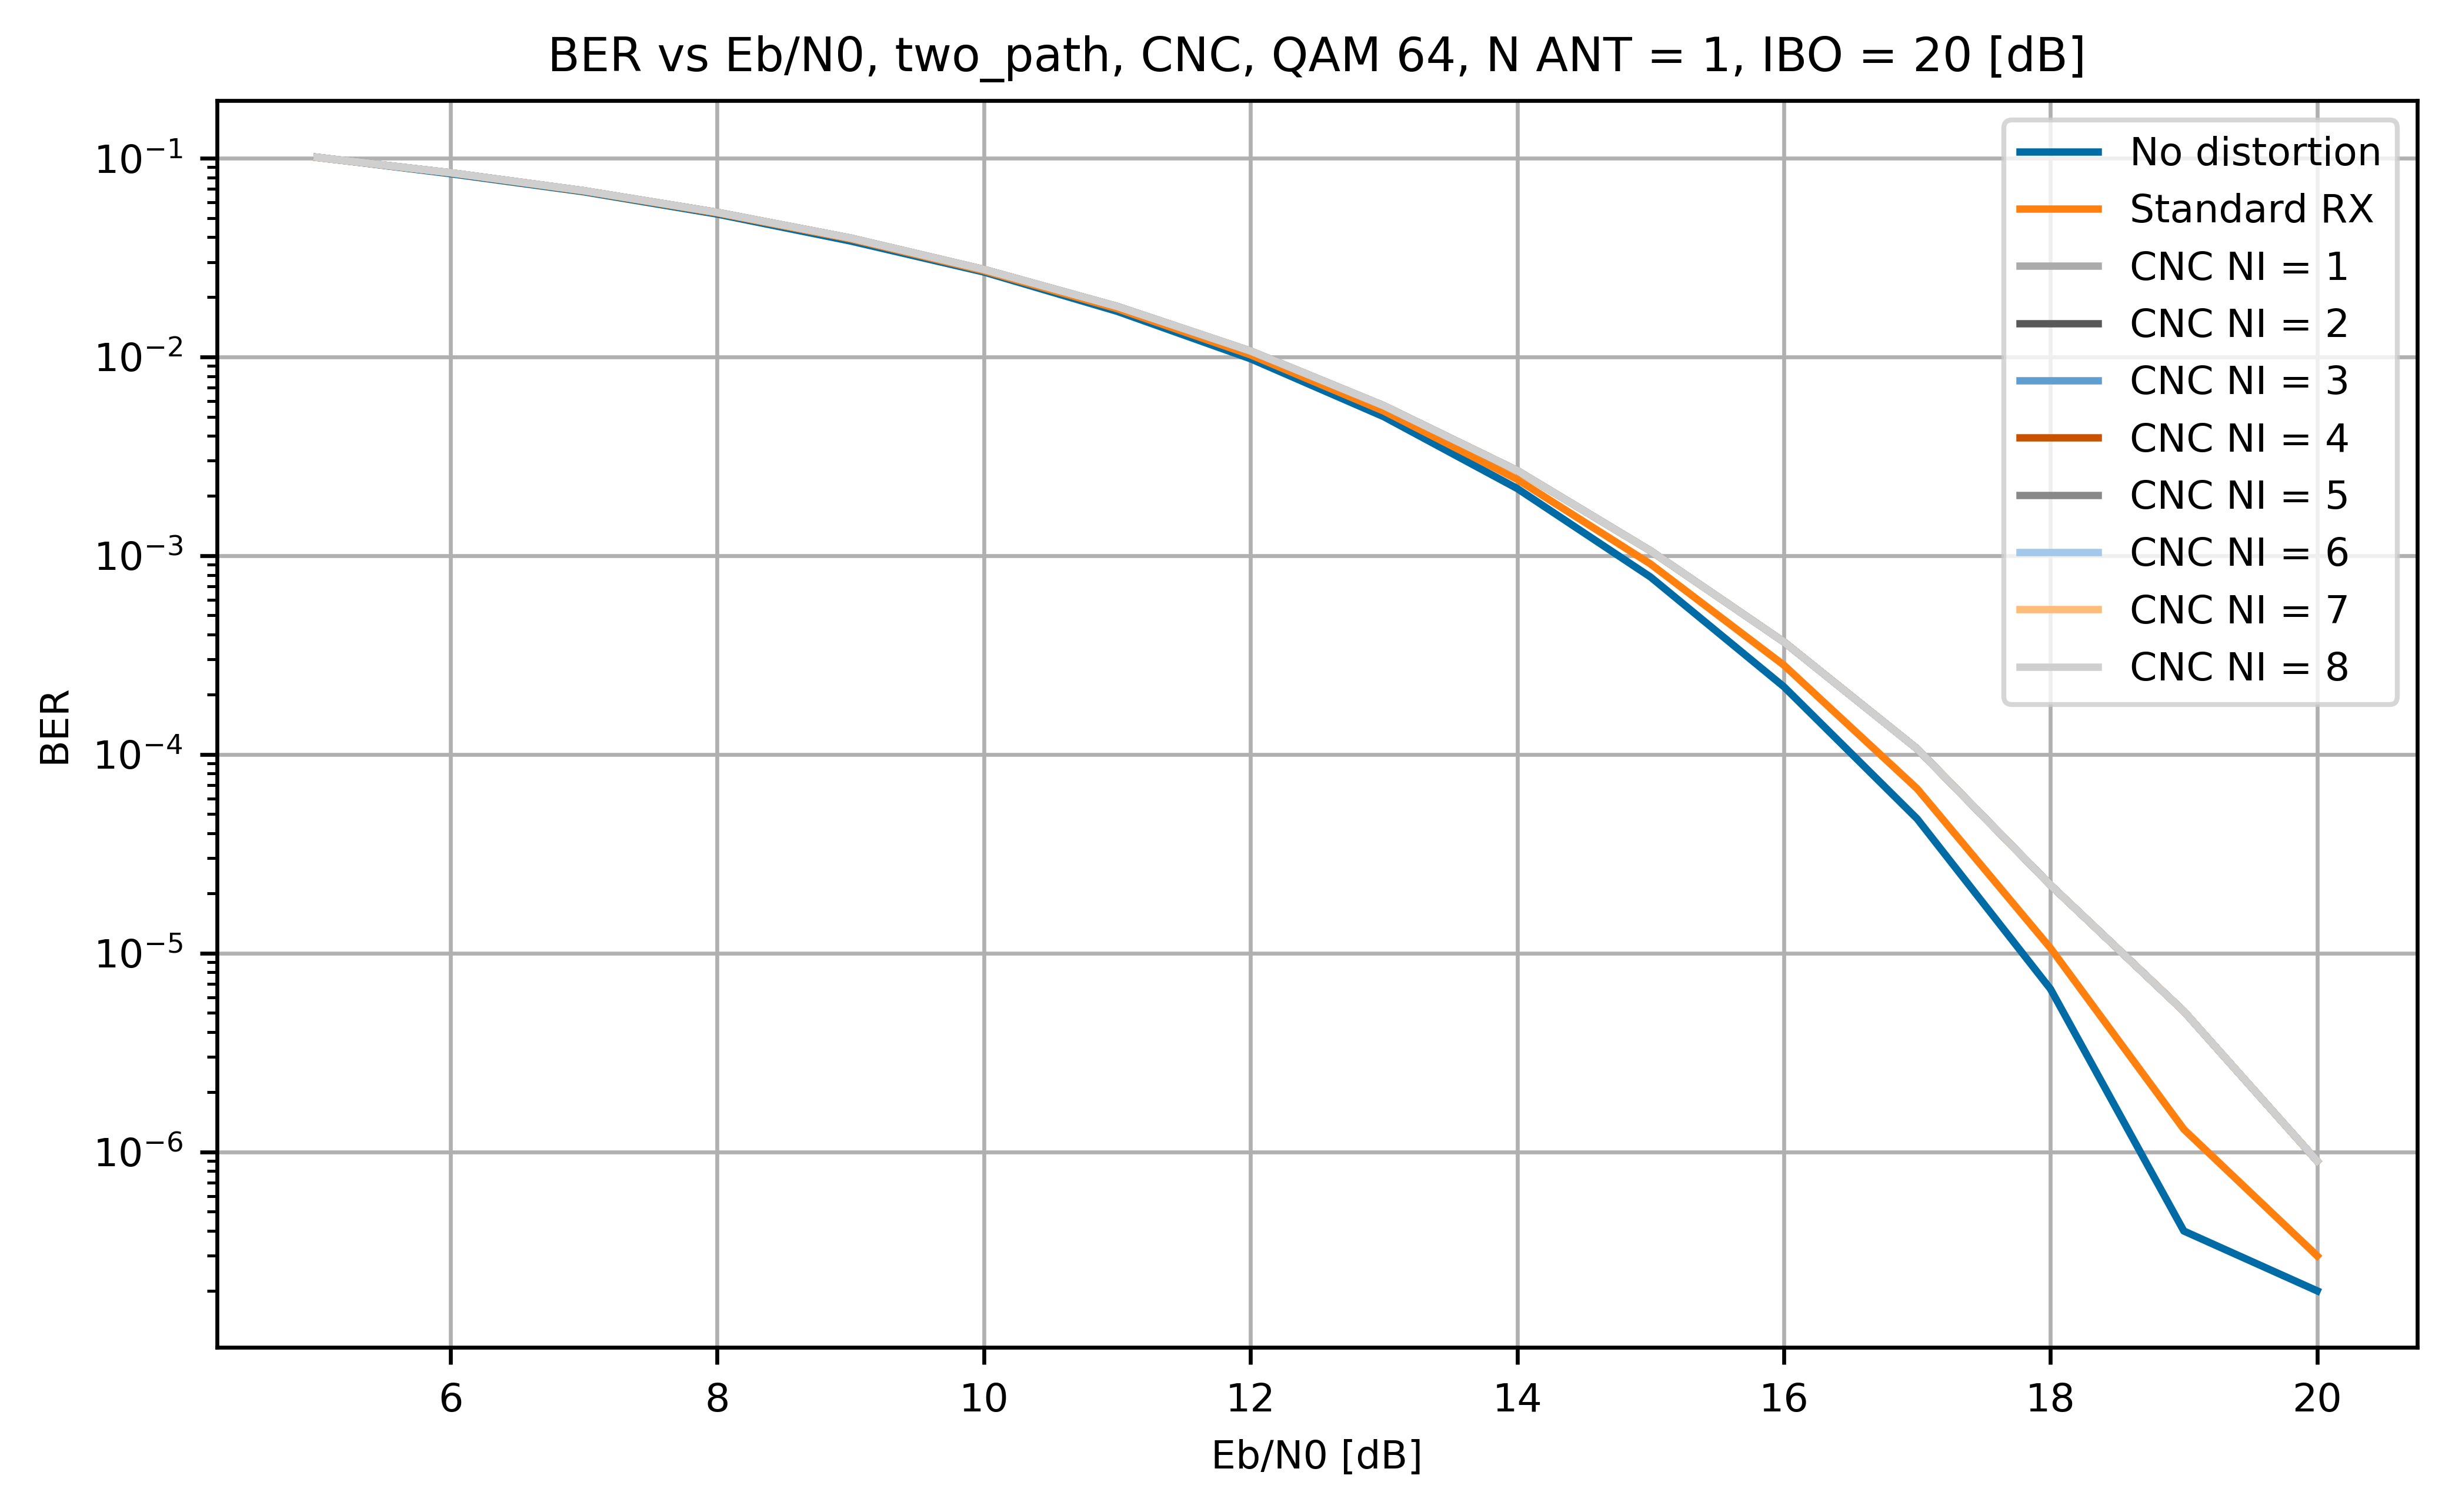 BER vs Eb/N0, two_path, CNC, QAM 64, N ANT = 1, IBO = 20 [dB]
No distortion
Standard RX
CNC NI = 1
CNC NI = 2
CNC NI = 3
CNC NI = 4
CNC NI = 5
CNC NI = 6
CNC NI = 7
CNC NI = 8
BER
10⁻¹
10⁻²
10⁻³
10⁻⁴
10⁻⁵
10⁻⁶
6 8 10 12 14 16 18 20
Eb/N0 [dB]